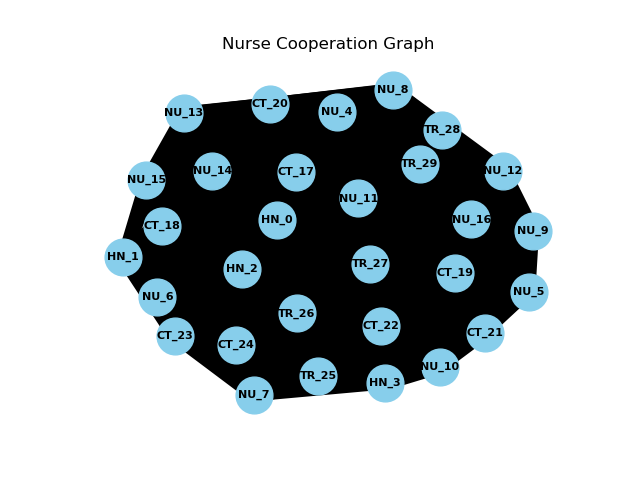 Nurse Cooperation Graph
NU_8
CT_20
NU_13
NU_4
TR_28
TR_29
NU_14
CT_17
NU_12
NU_15
NU_11
HN_0
NU_16
CT_18
NU_9
HN_1
TR_27
HN_2
CT_19
NU_5
NU_6
TR_26
CT_22
CT_21
CT_23
CT_24
NU_10
TR_25
HN_3
NU_7